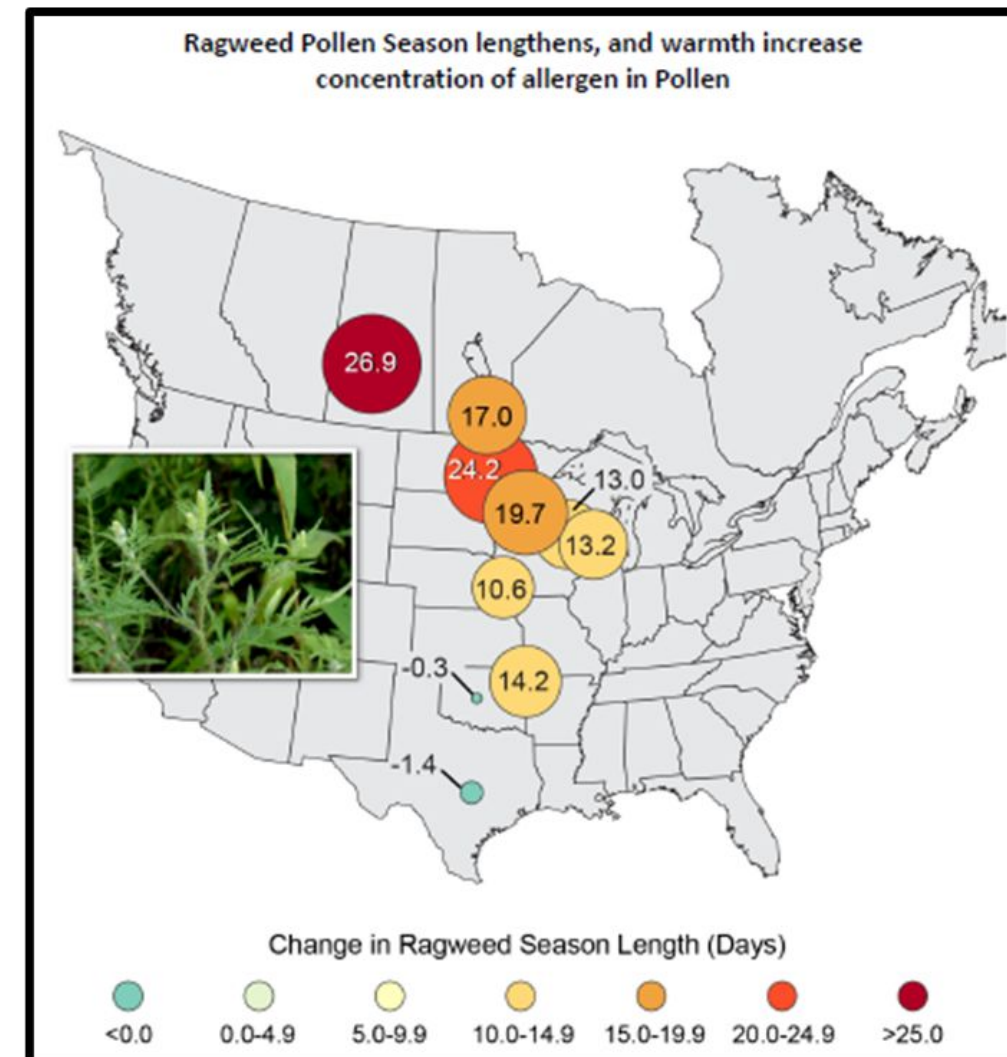 Ragweed Pollen Season lengthens, and warmth increase
concentration of allergen in Pollen
26.9
17.0
24.2
13.0
19.7
13.2
10.6
-0.3
14.2
-1.4
Change in Ragweed Season Length (Days)
<0.0 0.0-4.9 5.0-9.9 10.0-14.9 15.0-19.9 20.0-24.9 >25.0